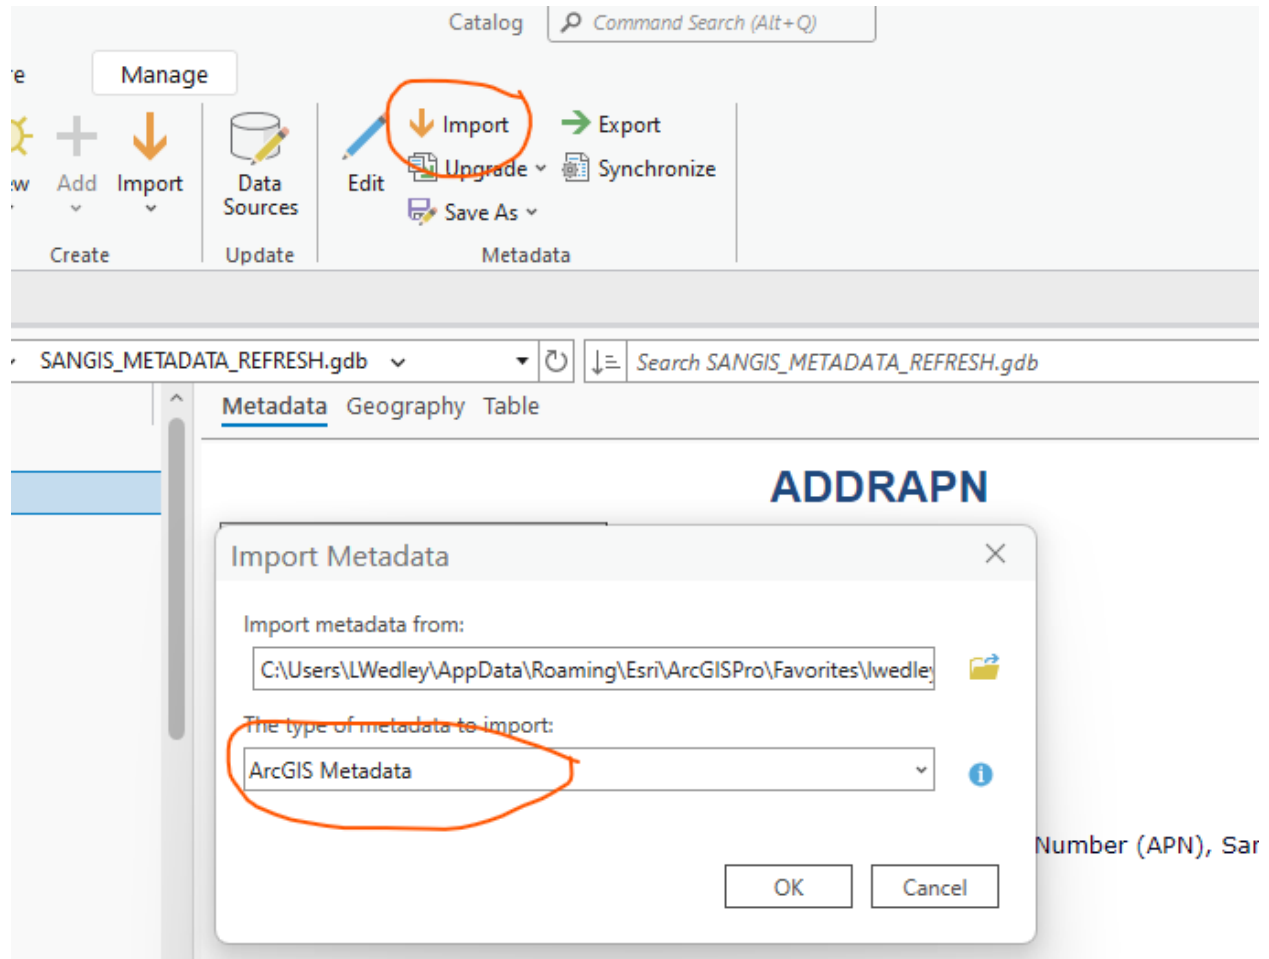 Catalog Command Search (Alt+Q)
Manage
Import Export
Upgrade Synchronize
Add Import Data Sources Edit
Save As
Create Update Metadata
SANGIS_METADATA_REFRESH.gdb Search SANGIS_METADATA_REFRESH.gdb
Metadata Geography Table
ADDRAPN
Import Metadata
Import metadata from:
C:\Users\LWedley\AppData\Roaming\Esri\ArcGISPro\Favorites\lwedley
The type of metadata to import:
ArcGIS Metadata
Number (APN), Sar
OK Cancel